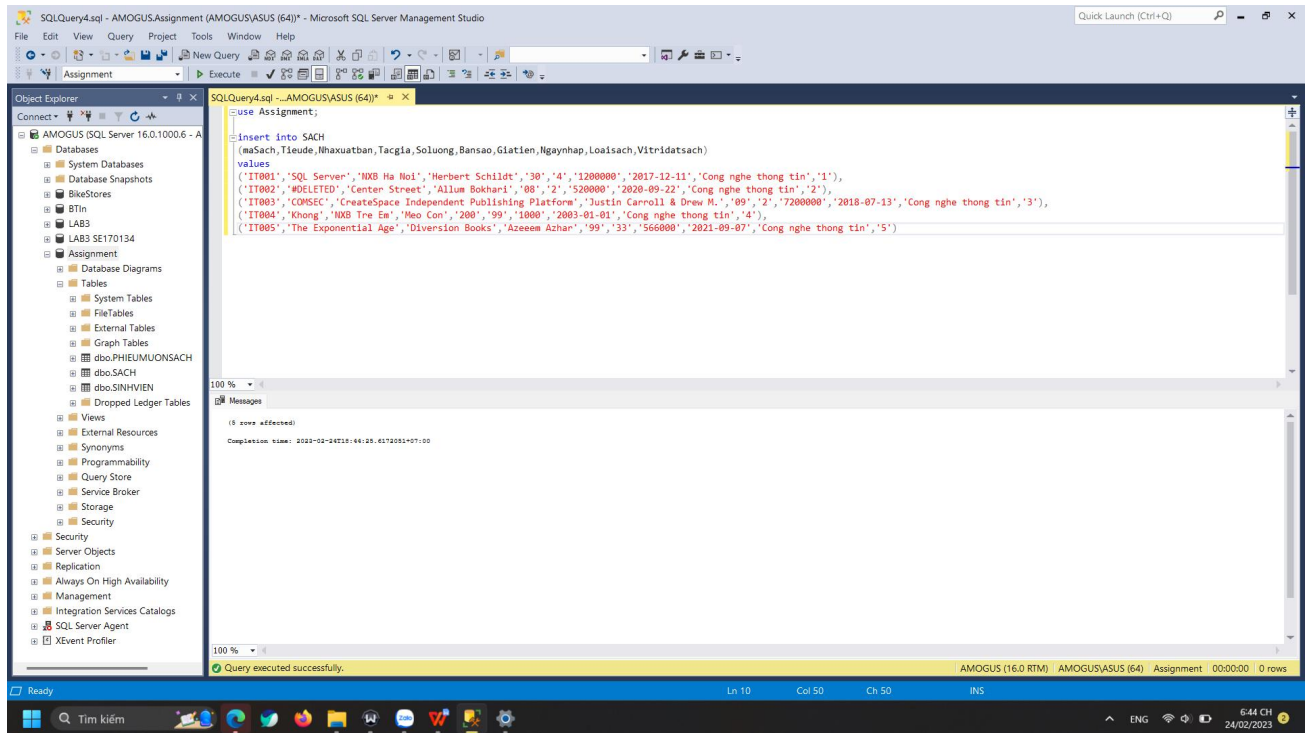 SQLQuery4.sql - AMOGUS.Assignment (AMOGUS\ASUS (64))* - Microsoft SQL Server Management Studio
Quick Launch (Ctrl+Q)
File Edit View Query Project Tools Window Help
New Query
Assignment
Execute
Object Explorer
SQLQuery4.sql -...AMOGUS\ASUS (64))*
Connect
AMOGUS (SQL Server 16.0.1000.6 - A
Databases
System Databases
Database Snapshots
BikeStores
BTIn
LAB3
LAB3 SE170134
Assignment
Database Diagrams
Tables
System Tables
FileTables
External Tables
Graph Tables
dbo.PHIEUMUONSACH
dbo.SACH
dbo.SINHVIEN
Dropped Ledger Tables
Views
External Resources
Synonyms
Programmability
Query Store
Service Broker
Storage
Security
Security
Server Objects
Replication
Always On High Availability
Management
Integration Services Catalogs
SQL Server Agent
XEvent Profiler
use Assignment;
insert into SACH
(maSach,Tieude,Nhaxuatban,Tacgia,Soluong,Bansao,Giatien,Ngaynhap,Loaisach,Vitridatsach)
values
('IT001','SQL Server','NXB Ha Noi','Herbert Schildt','30','4','1200000','2017-12-11','Cong nghe thong tin','1'),
('IT002','#DELETED','Center Street','Allum Bokhari','08','2','520000','2020-09-22','Cong nghe thong tin','2'),
('IT003','COMSEC','CreateSpace Independent Publishing Platform','Justin Carroll & Drew M.','09','2','7200000','2018-07-13','Cong nghe thong tin','3'),
('IT004','Khong','NXB Tre Em','Meo Con','200','99','1000','2003-01-01','Cong nghe thong tin','4'),
('IT005','The Exponential Age','Diversion Books','Azeeem Azhar','99','33','566000','2021-09-07','Cong nghe thong tin','5')
100 %
Messages
(5 rows affected)
Completion time: 2023-02-24T18:44:28.6172051+07:00
100 %
Query executed successfully.
AMOGUS (16.0 RTM) AMOGUS\ASUS (64) Assignment 00:00:00 0 rows
Ready
Ln 10 Col 50 Ch 50 INS
Tìm kiếm
Zalo
ENG
6:44 CH
24/02/2023
2